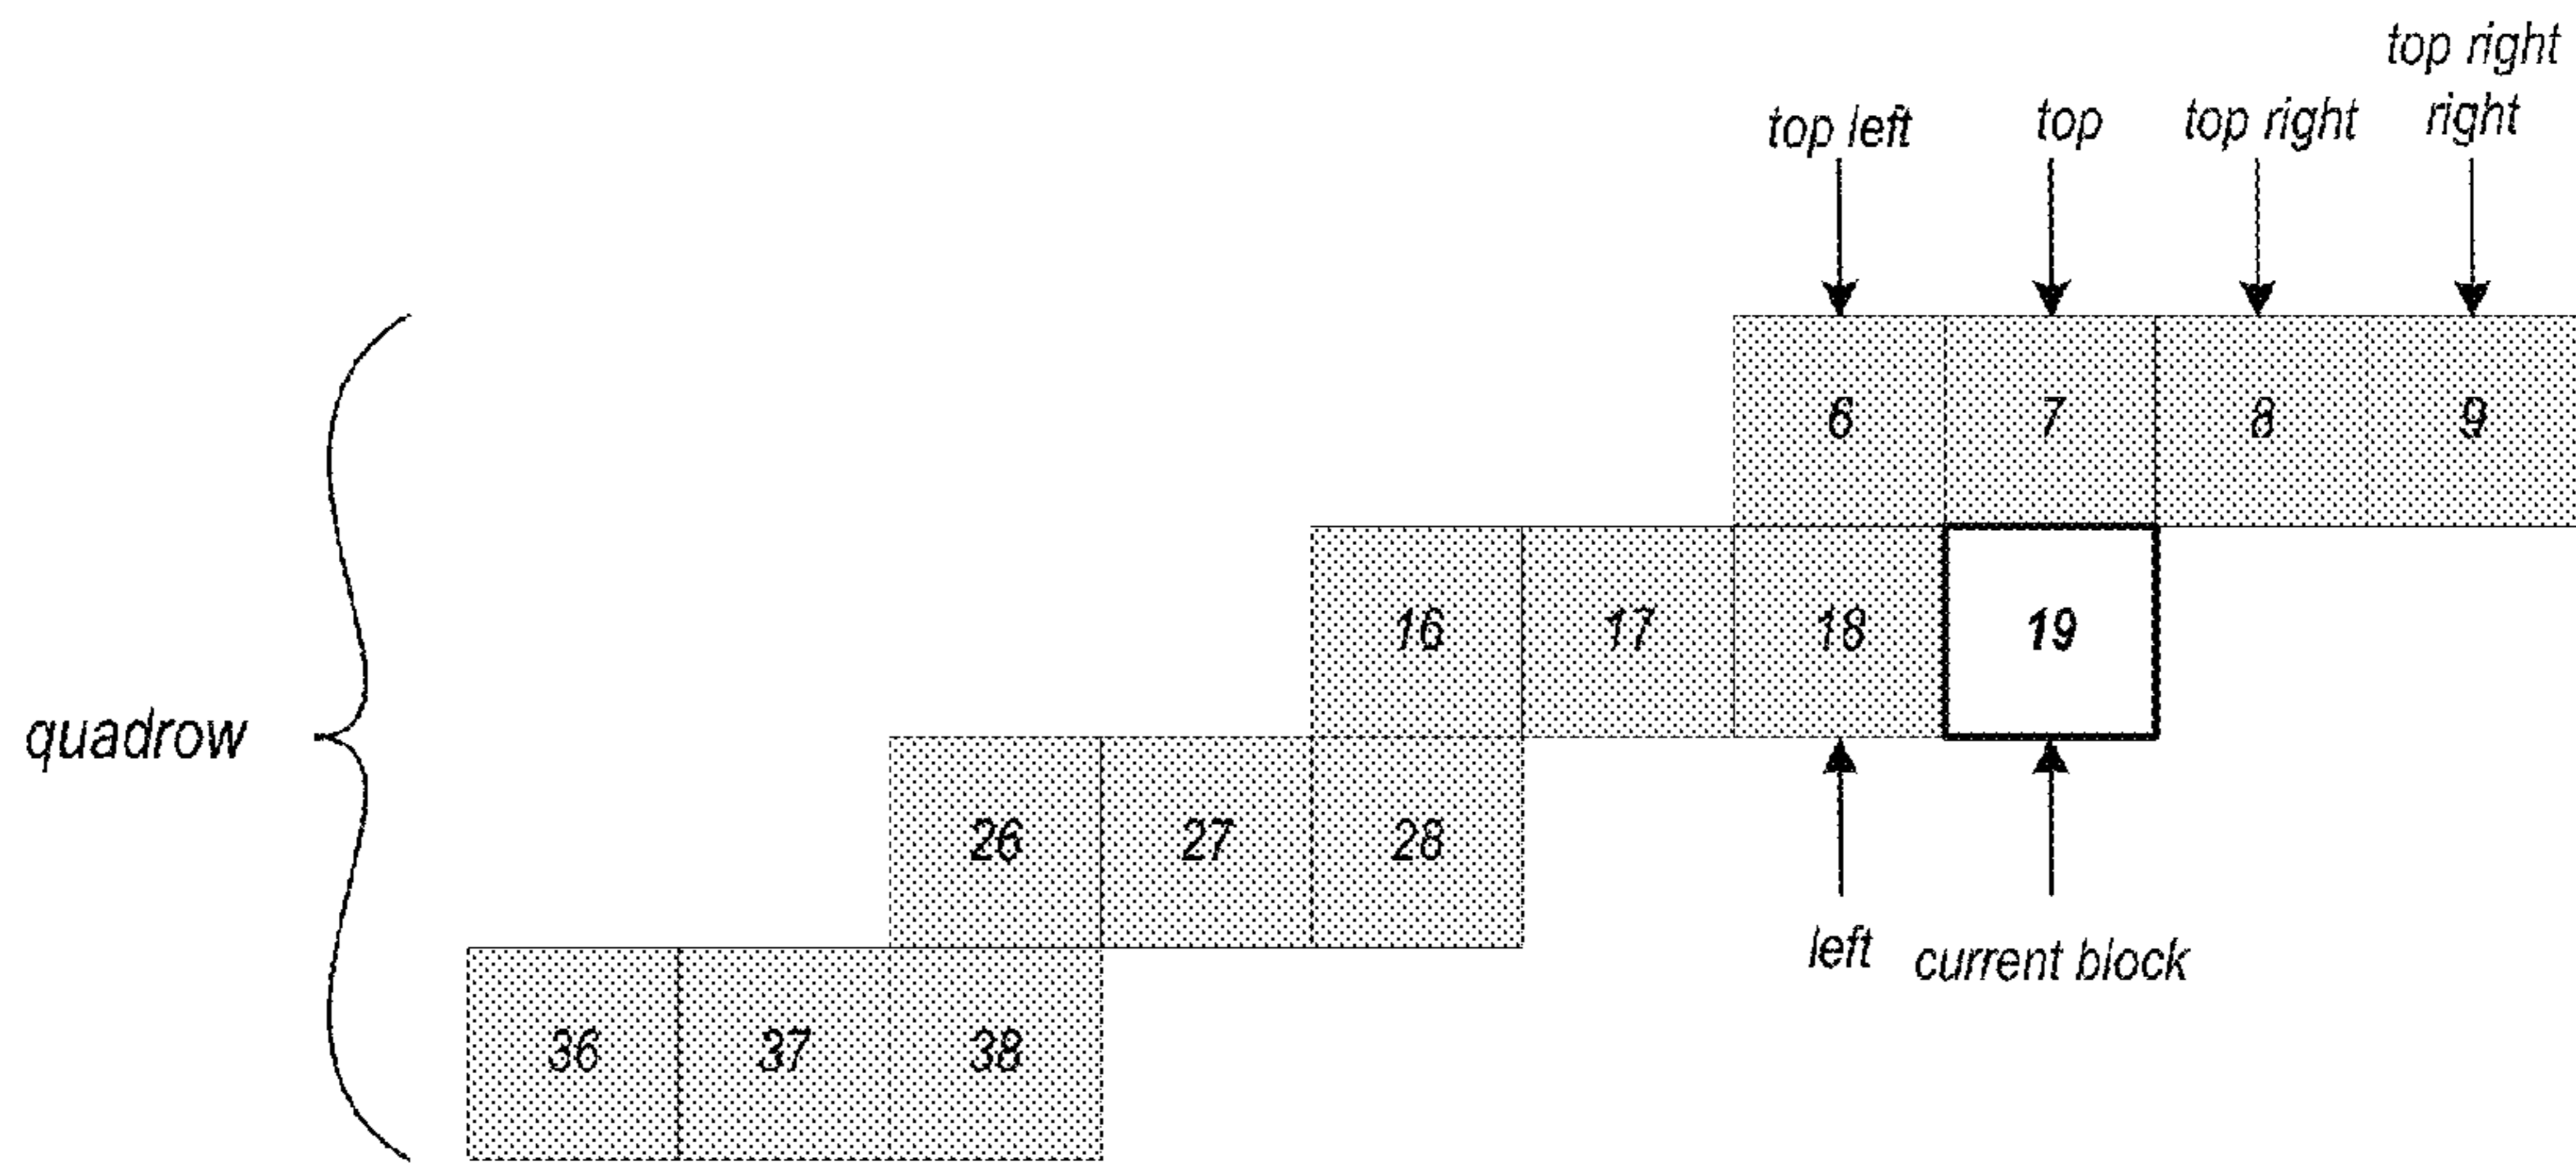 top right
right
top left
top
top right
6
7
8
9
16
17
18
19
quadrow
26
27
28
left
current block
36
37
38